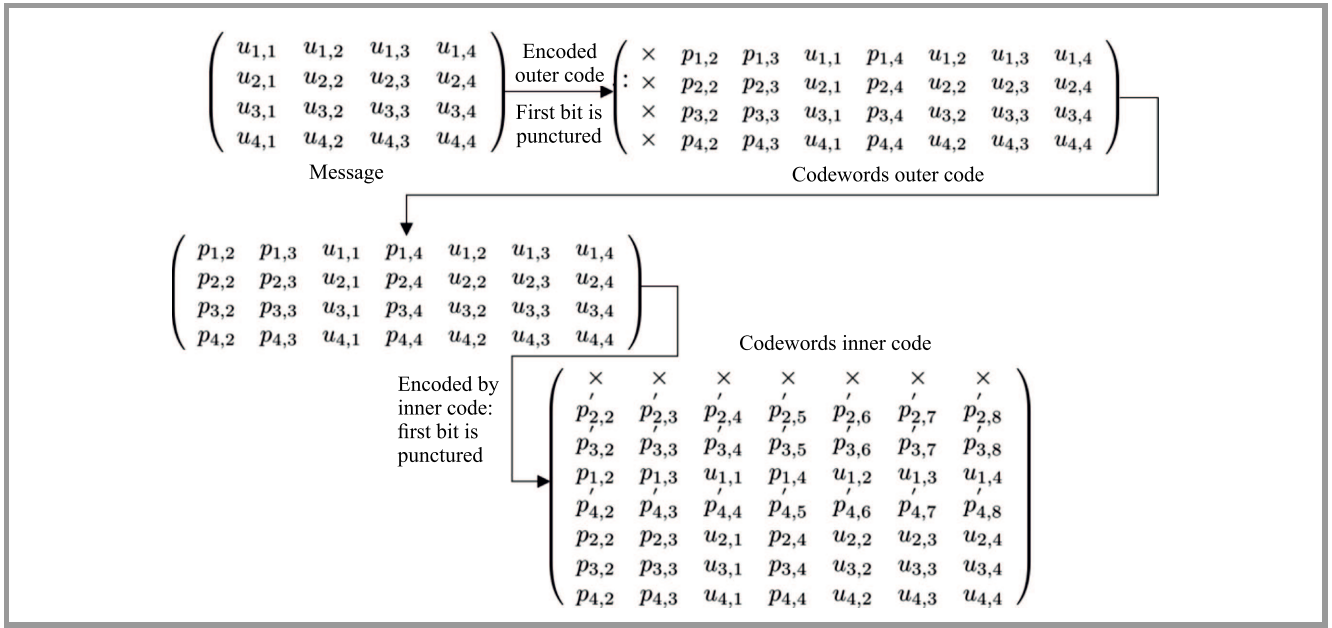 u1,1 u1,2 u1,3 u1,4
u2,1 u2,2 u2,3 u2,4
u3,1 u3,2 u3,3 u3,4
u4,1 u4,2 u4,3 u4,4
Message
Encoded
outer code
First bit is
punctured
: × p1,2 p1,3 u1,1 p1,4 u1,2 u1,3 u1,4
× p2,2 p2,3 u2,1 p2,4 u2,2 u2,3 u2,4
× p3,2 p3,3 u3,1 p3,4 u3,2 u3,3 u3,4
× p4,2 p4,3 u4,1 p4,4 u4,2 u4,3 u4,4
Codewords outer code
p1,2 p1,3 u1,1 p1,4 u1,2 u1,3 u1,4
p2,2 p2,3 u2,1 p2,4 u2,2 u2,3 u2,4
p3,2 p3,3 u3,1 p3,4 u3,2 u3,3 u3,4
p4,2 p4,3 u4,1 p4,4 u4,2 u4,3 u4,4
Encoded by
inner code:
first bit is
punctured
Codewords inner code
× × × × × × ×
p′2,2 p′2,3 p′2,4 p′2,5 p′2,6 p′2,7 p′2,8
p′3,2 p′3,3 p′3,4 p′3,5 p′3,6 p′3,7 p′3,8
p1,2 p1,3 u1,1 p1,4 u1,2 u1,3 u1,4
p′4,2 p′4,3 p′4,4 p′4,5 p′4,6 p′4,7 p′4,8
p2,2 p2,3 u2,1 p2,4 u2,2 u2,3 u2,4
p3,2 p3,3 u3,1 p3,4 u3,2 u3,3 u3,4
p4,2 p4,3 u4,1 p4,4 u4,2 u4,3 u4,4